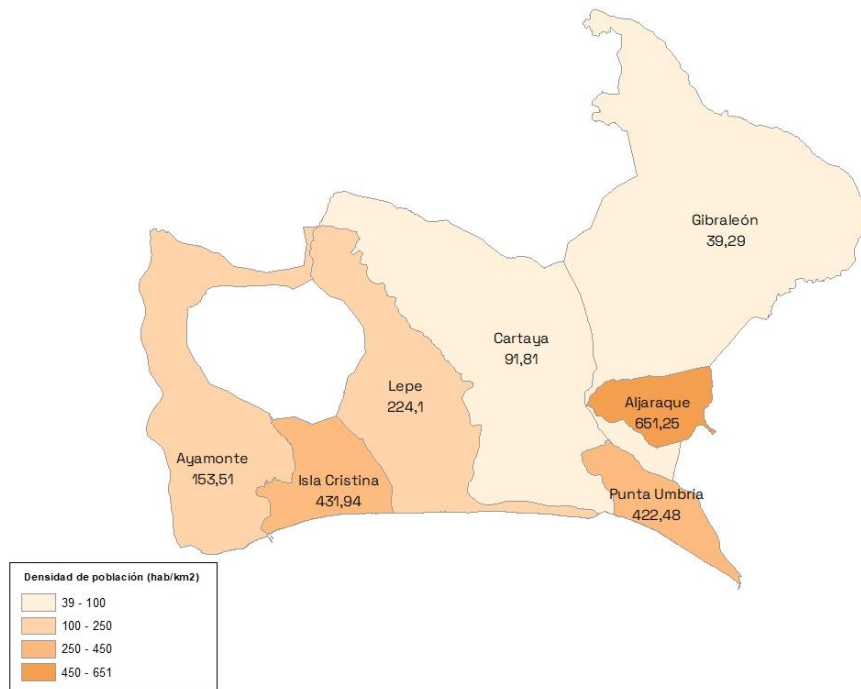 Gibraleón
39,29
Cartaya
91,81
Lepe
224,1
Aljaraque
651,25
Ayamonte
153,51
Isla Cristina
431,94
Punta Umbría
422,48
Densidad de población (hab/km2)
39 - 100
100 - 250
250 - 450
450 - 651